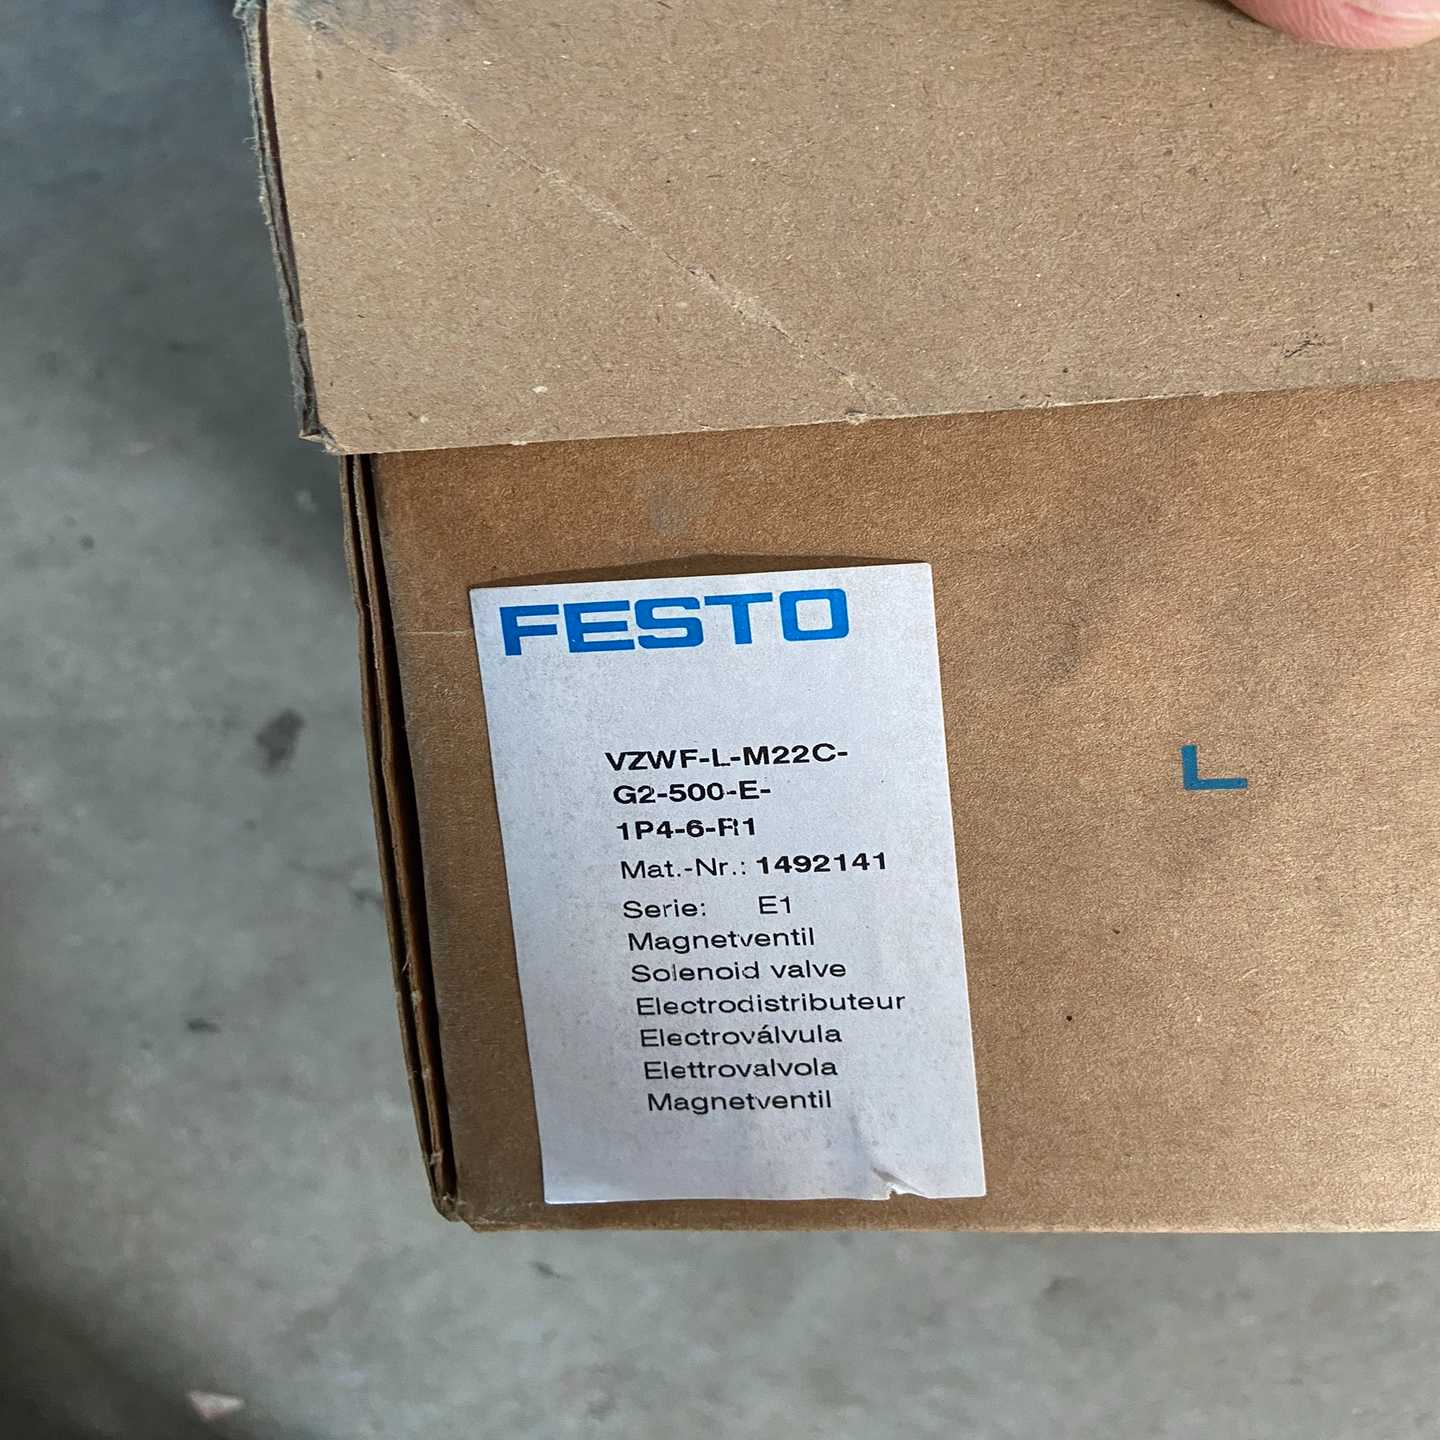 FESTO
VZWF-L-M22C-
G2-500-E-
1P4-6-R1
Mat.-Nr.: 1492141
Serie: E1
Magnetventil
Solenoid valve
Electrodistributeur
Electroválvula
Elettrovalvola
Magnetventil
L